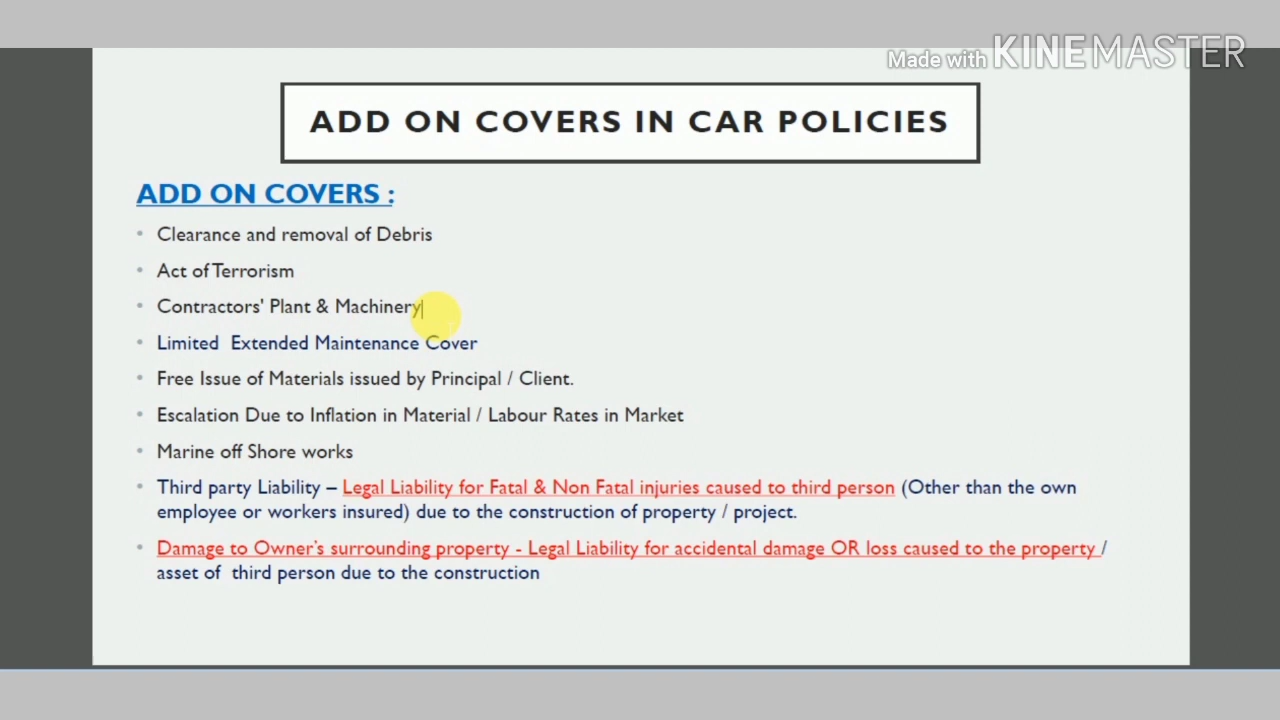 Made with KINEMASTER
ADD ON COVERS IN CAR POLICIES
ADD ON COVERS :
• Clearance and removal of Debris
• Act of Terrorism
• Contractors' Plant & Machinery
• Limited Extended Maintenance Cover
• Free Issue of Materials issued by Principal / Client.
• Escalation Due to Inflation in Material / Labour Rates in Market
• Marine off Shore works
• Third party Liability – Legal Liability for Fatal & Non Fatal injuries caused to third person (Other than the own
employee or workers insured) due to the construction of property / project.
• Damage to Owner's surrounding property - Legal Liability for accidental damage OR loss caused to the property /
asset of third person due to the construction